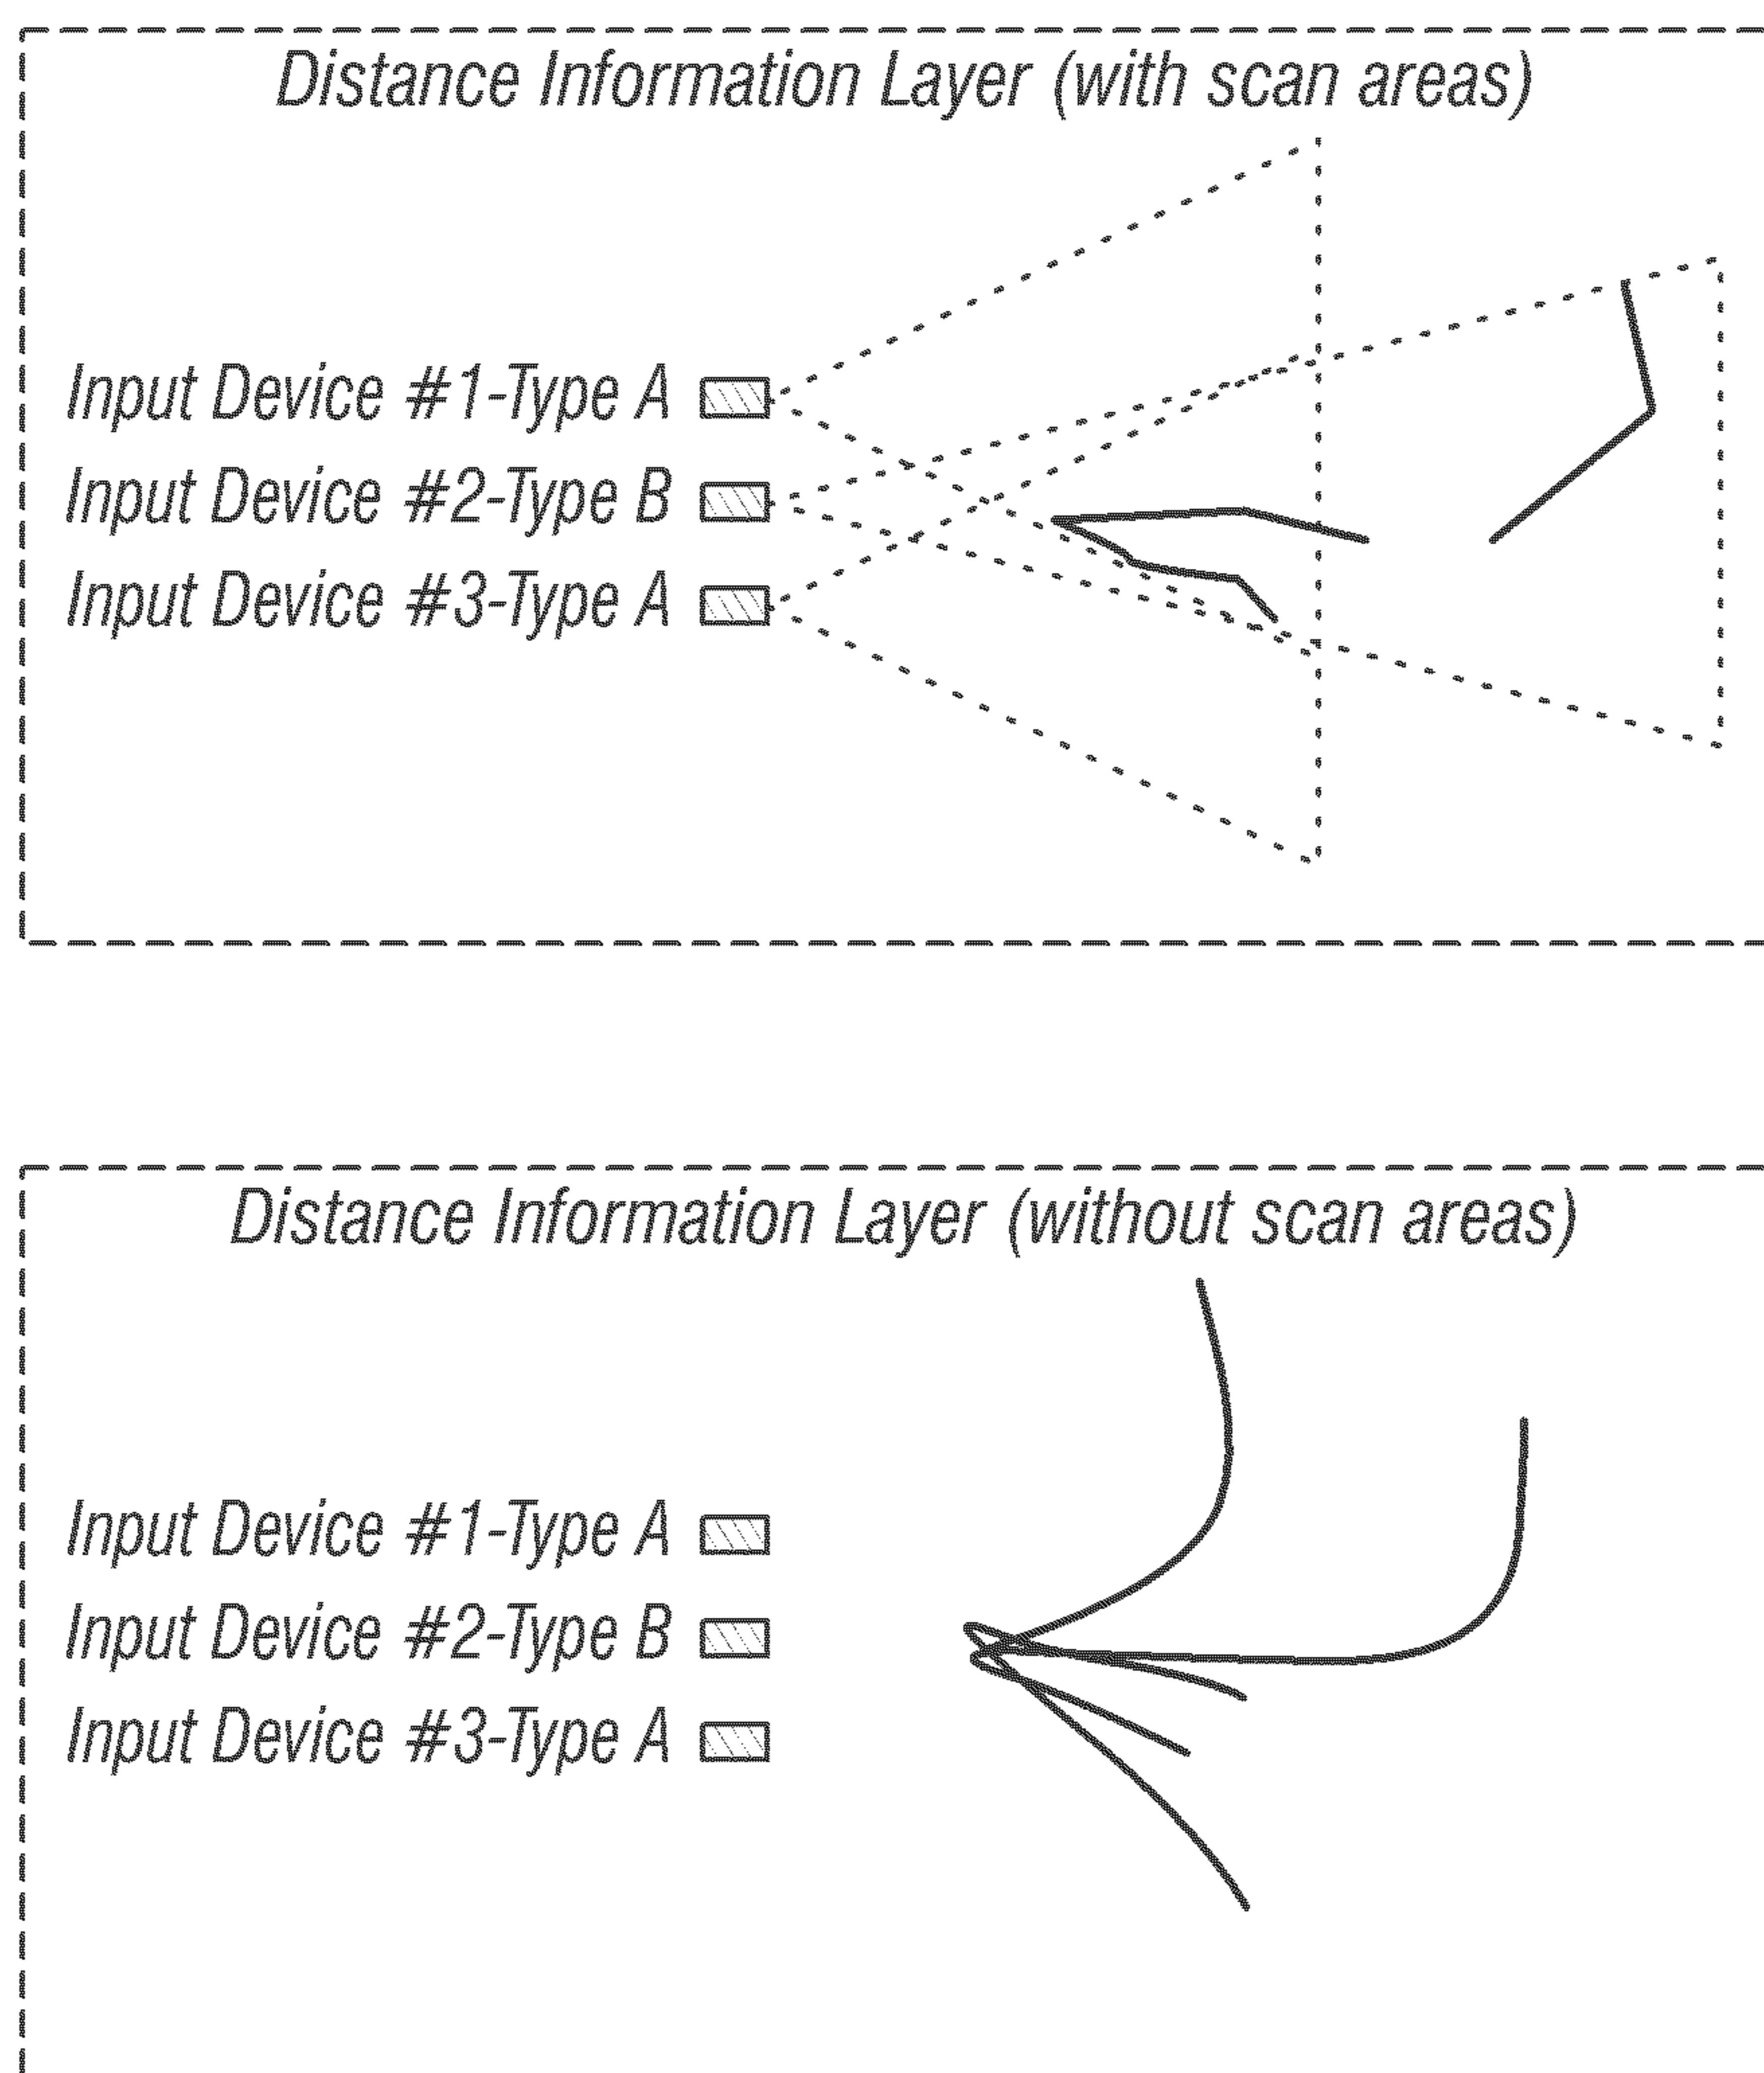 Distance Information Layer (with scan areas)
Input Device #1-Type A
Input Device #2-Type B
Input Device #3-Type A
Distance Information Layer (without scan areas)
Input Device #1-Type A
Input Device #2-Type B
Input Device #3-Type A